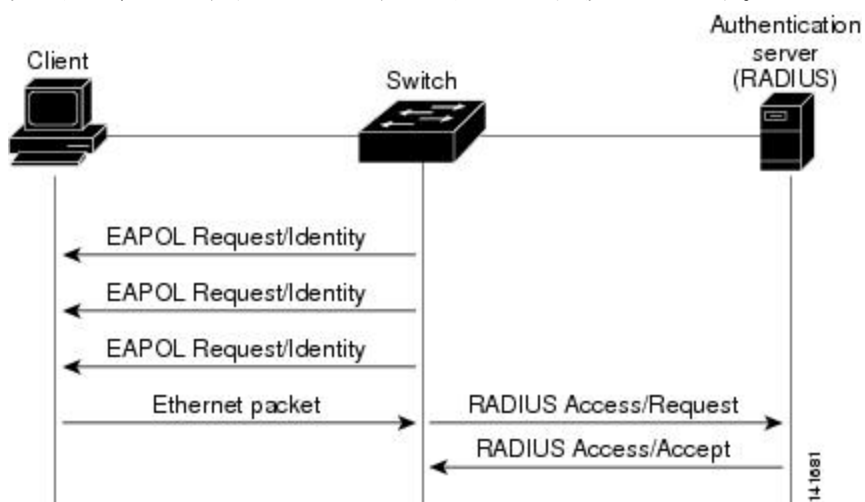 Authentication
server
(RADIUS)
Client
Switch
EAPOL Request/Identity
EAPOL Request/Identity
EAPOL Request/Identity
Ethernet packet
RADIUS Access/Request
RADIUS Access/Accept
141681